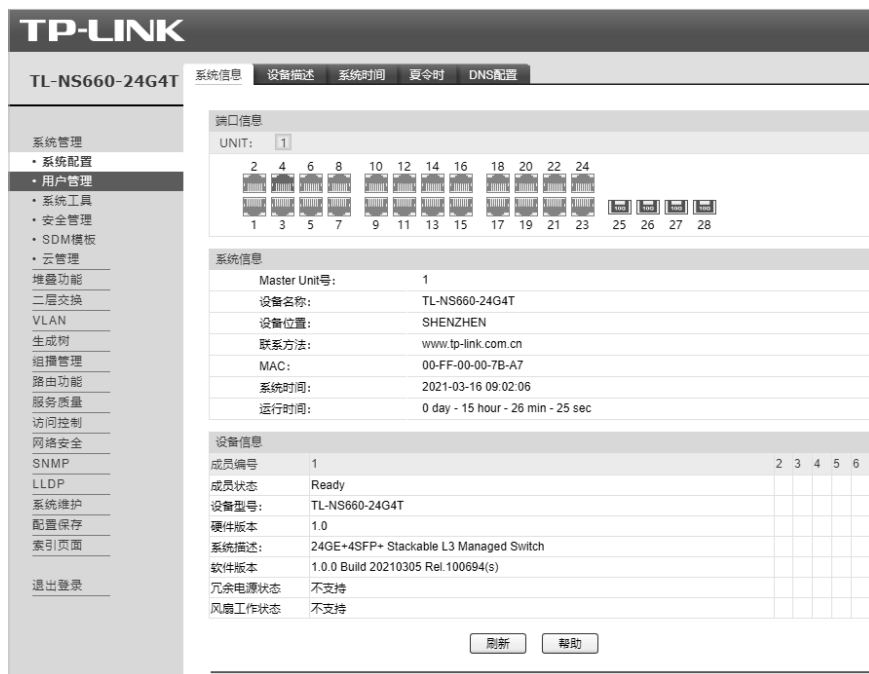 TP-LINK
TL-NS660-24G4T
系统信息 设备描述 系统时间 夏令时 DNS配置
系统管理
• 系统配置
• 用户管理
• 系统工具
• 安全管理
• SDM模板
• 云管理
堆叠功能
二层交换
VLAN
生成树
组播管理
路由功能
服务质量
访问控制
网络安全
SNMP
LLDP
系统维护
配置保存
索引页面
退出登录
端口信息
UNIT: 1
2 4 6 8 10 12 14 16 18 20 22 24
10G 10G 10G 10G
1 3 5 7 9 11 13 15 17 19 21 23 25 26 27 28
系统信息
Master Unit号: 1
设备名称: TL-NS660-24G4T
设备位置: SHENZHEN
联系方法: www.tp-link.com.cn
MAC: 00-FF-00-00-7B-A7
系统时间: 2021-03-16 09:02:06
运行时间: 0 day - 15 hour - 26 min - 25 sec
设备信息
成员编号 1 2 3 4 5 6
成员状态 Ready
设备型号: TL-NS660-24G4T
硬件版本 1.0
系统描述: 24GE+4SFP+ Stackable L3 Managed Switch
软件版本 1.0.0 Build 20210305 Rel.100694(s)
冗余电源状态 不支持
风扇工作状态 不支持
刷新 帮助